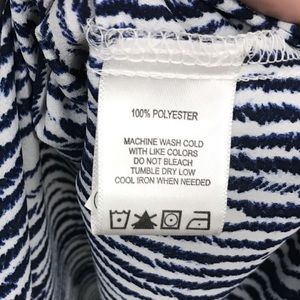 100% POLYESTER
MACHINE WASH COLD
WITH LIKE COLORS
DO NOT BLEACH
TUMBLE DRY LOW
COOL IRON WHEN NEEDED